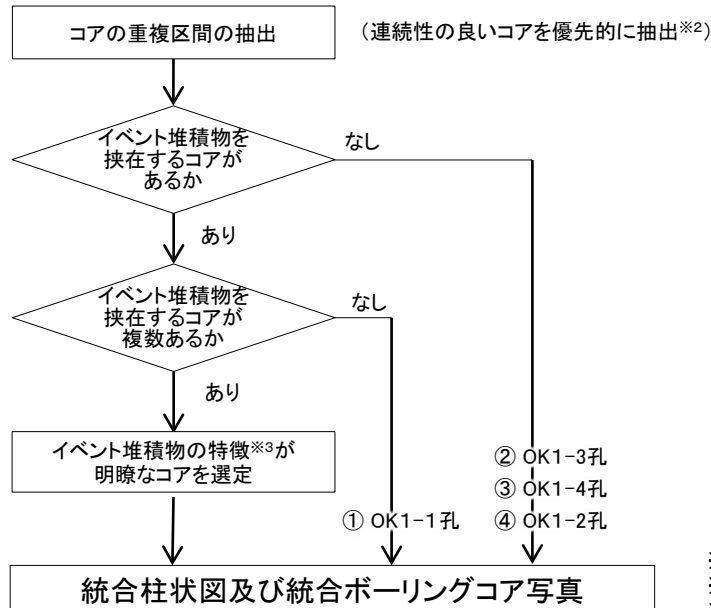 コアの重複区間の抽出
（連続性の良いコアを優先的に抽出※2）
イベント堆積物を
挟在するコアが
あるか
なし
あり
イベント堆積物を
挟在するコアが
複数あるか
なし
あり
イベント堆積物の特徴※3が
明瞭なコアを選定
② OK1-3孔
③ OK1-4孔
① OK1-1孔
④ OK1-2孔
統合柱状図及び統合ボーリングコア写真